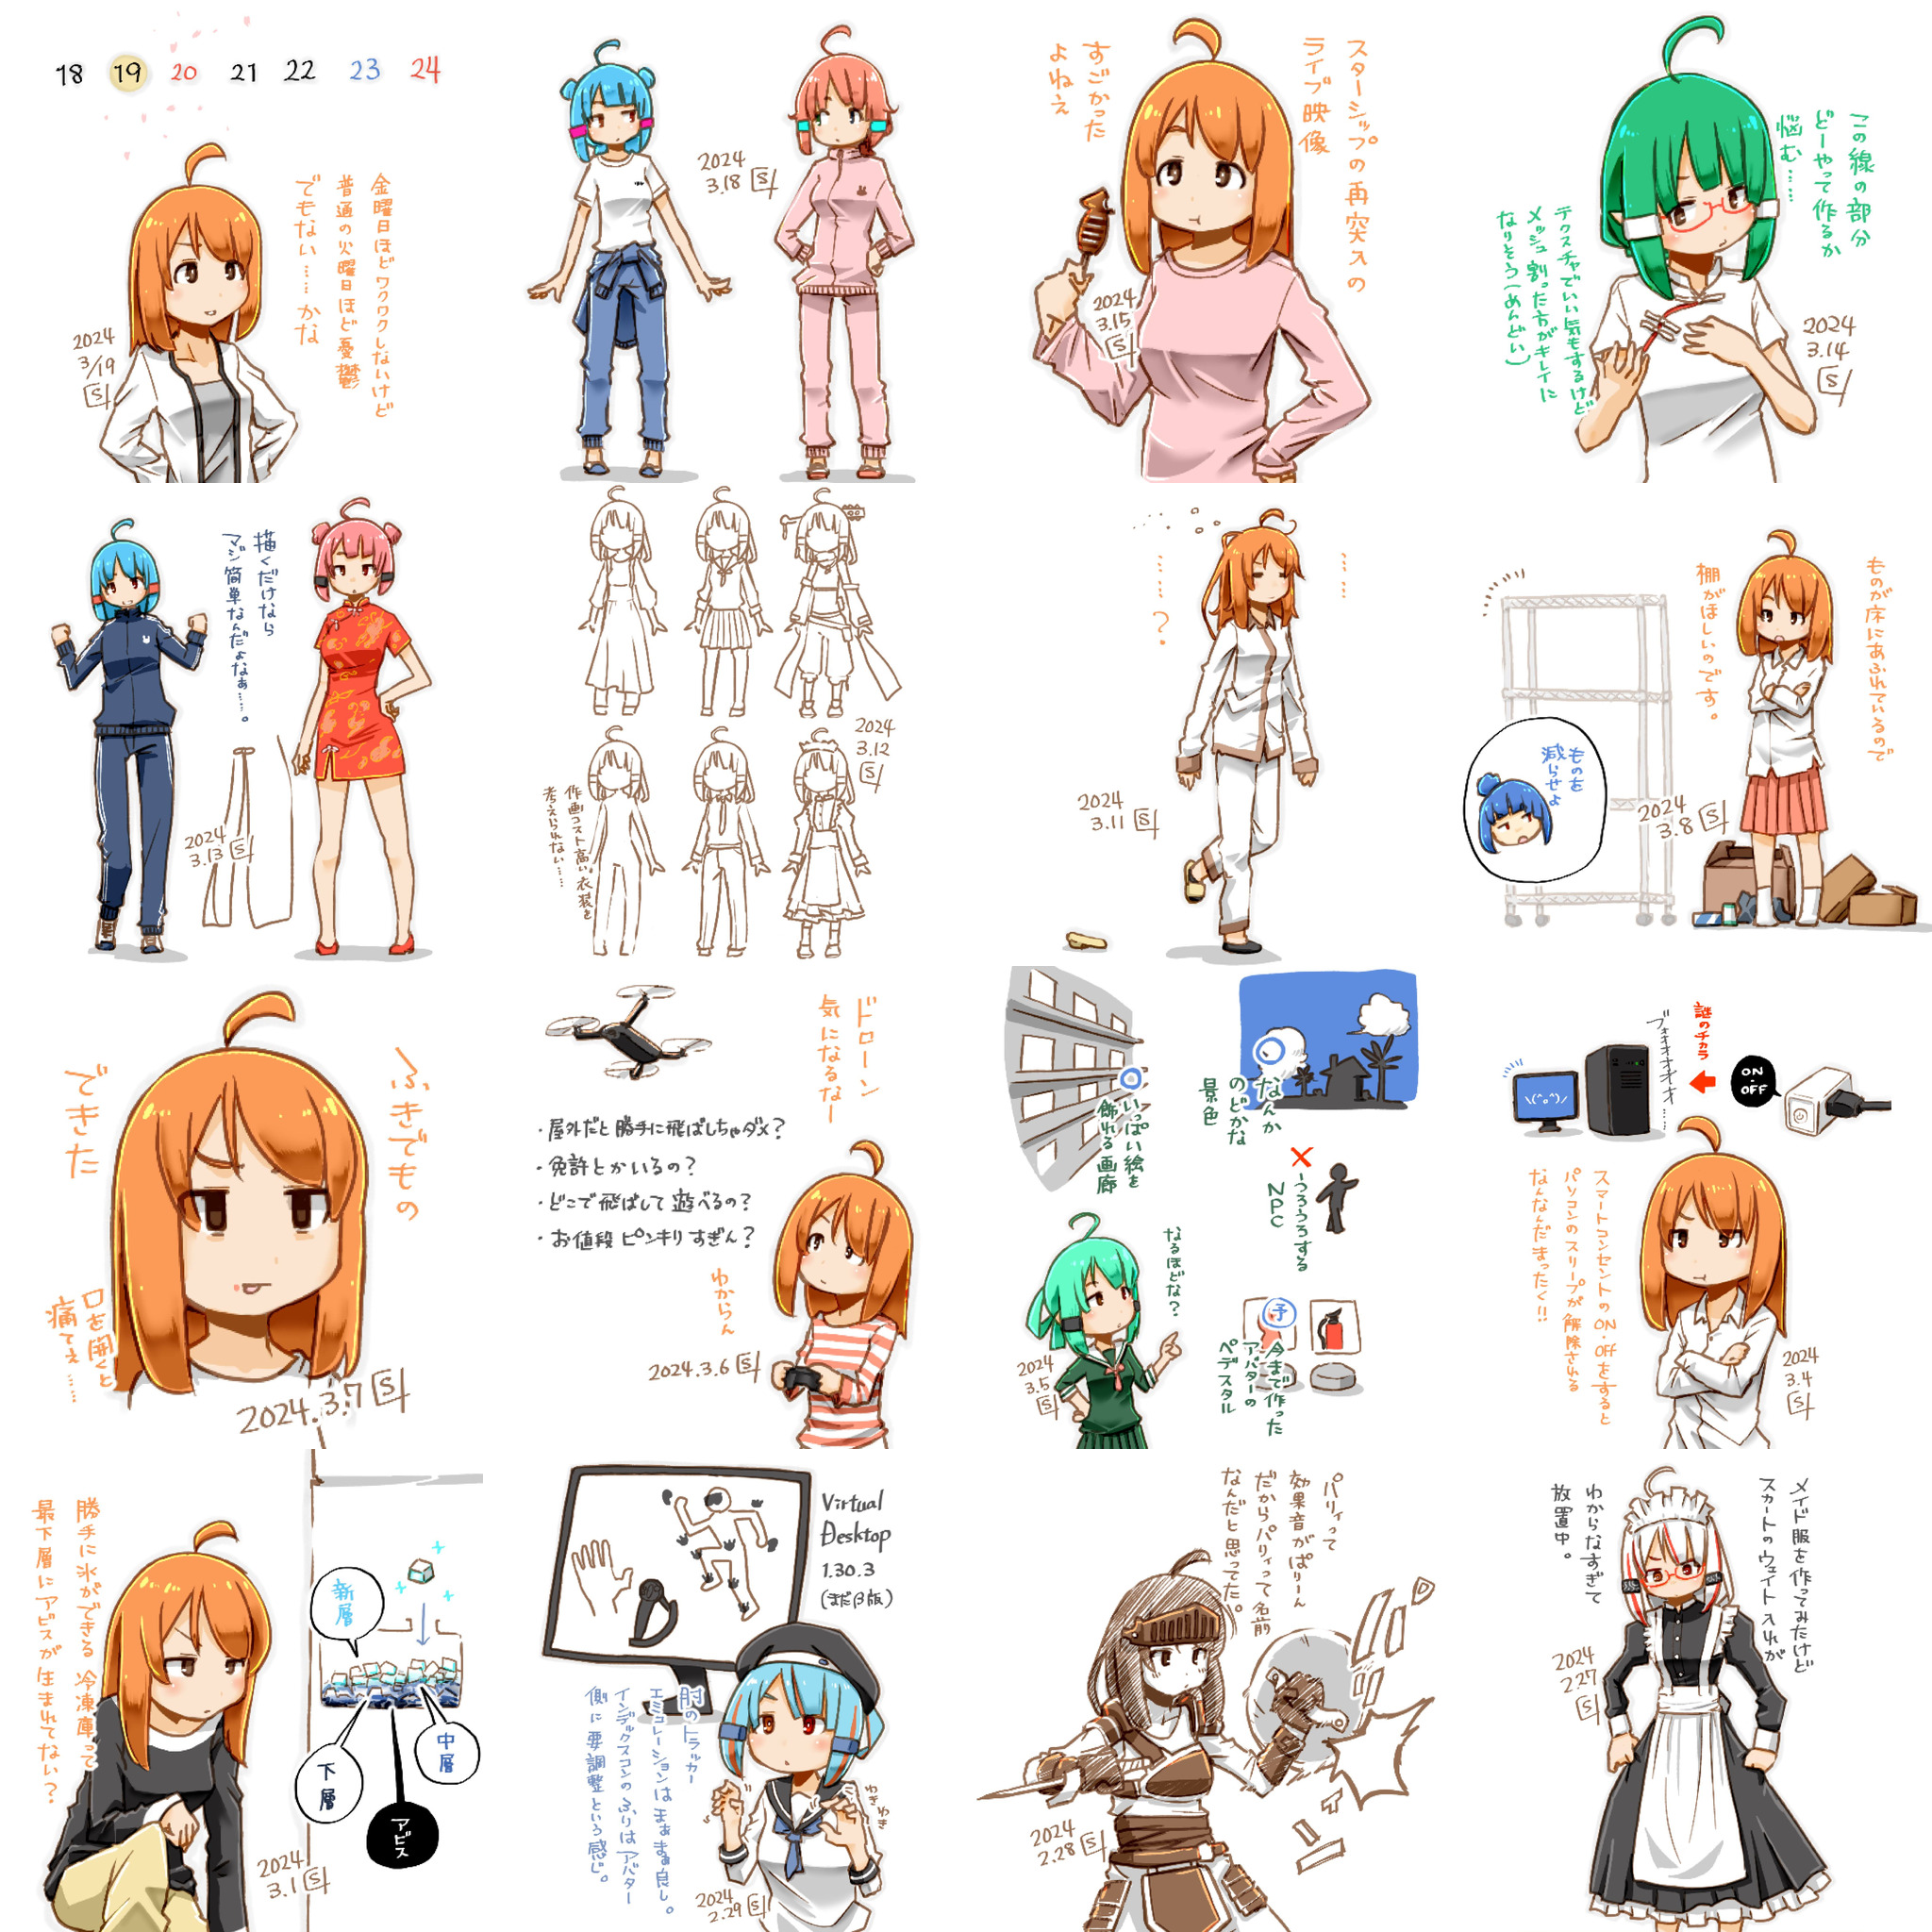 18 19 20 21 22 23 24
金曜日ほどワクワクしないけど
普通の火曜日ほど憂鬱
でもない……かな
2024
3/19
S
2024
3.18 S
スターシップの再突入の
ライブ映像
すごかった
よねえ
2024
3.15
S
この線の部分
どーやって作るか
悩む……
テクスチャでいい気もするけど
メッシュ割った方がキレイに
なりそう(めんどい)
2024
3.14
S
描くだけなら
マジ簡単なんだよなぁ……。
2024
3.13 S
2024
3.12
S
作画コスト高い衣装を
考えられない……
……?
……
2024
3.11 S
ものが床にあふれているので
棚がほしいのです。
ものを
減らせよ
2024
3.8 S
ふきでもの
できた
口を開くと
痛てえ……
2024.3.7 S
ドローン
気になるなー
・屋外だと勝手に飛ばしちゃダメ?
・免許とかいるの?
・どこで飛ばして遊べるの?
・お値段ピンキリすぎん?
わからん
2024.3.6 S
いっぱい絵を
飾れる画廊
なんか
のどかな
景色
うろうろする
NPC
なるほどな?
予
今まで作った
アバターの
ペデスタル
2024
3.5
S
謎のチカラ
ブォオオオオオ……
ON
・
OFF
\(^o^)/
スマートコンセントのON・OFFをすると
パソコンのスリープが解除される
なんなんだまったく!!
2024
3.4
S
勝手に氷ができる冷凍庫って
最下層にアビスが生まれてない?
新層
中層
下層
アビス
2024
3.1 S
Virtual
Desktop
1.30.3
(まだβ版)
肘のトラッカー
エミュレーションはまぁまぁ良し。
インデックスコンのふりはアバター
側に要調整という感じ。
わき
わき
2024
2.29 S
パリィって
効果音がぱりーん
だからパリィって名前
なんだと思ってた。
2024
2.28 S
メイド服を作ってみたけど
スカートのウェイト入れが
わからなすぎて
放置中。
2024
2.27
S